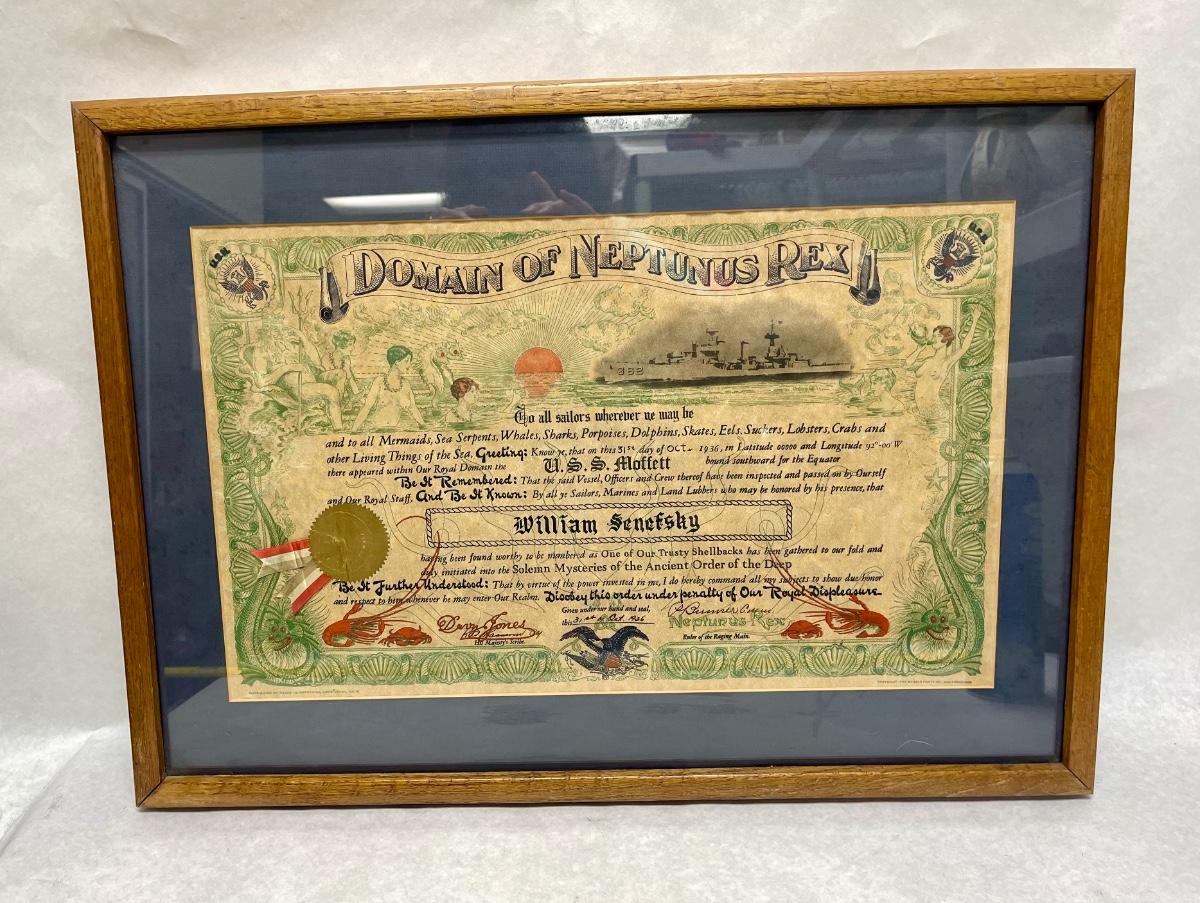 DOMAIN OF NEPTUNUS REX
362
To all sailors wherever ye may be
and to all Mermaids, Sea Serpents, Whales, Sharks, Porpoises, Dolphins, Skates, Eels, Suckers, Lobsters, Crabs and
other Living Things of the Sea, Greeting: Know ye, that on this 31st day of OCT- 1936, in Latitude 00000 and Longitude 92°-00' W
there appeared within Our Royal Domain the U. S. S. Moffett bound southward for the Equator
Be It Remembered: That the said Vessel, Officers and Crew thereof have been inspected and passed on by Ourself
and Our Royal Staff. And Be It Known: By all ye Sailors, Marines and Land Lubbers who may be honored by his presence, that
William Senefsky
having been found worthy to be numbered as One of Our Trusty Shellbacks has been gathered to our fold and
duly initiated into the Solemn Mysteries of the Ancient Order of the Deep
Be It Further Understood: That by virtue of the power invested in me, I do hereby command all my subjects to show due honor
and respect to him whenever he may enter Our Realm. Disobey this order under penalty of Our Royal Displeasure
Given under our hand and seal,
this 31st of Oct. 1936
Davy Jones
His Majesty's Scribe.
Neptunus Rex
Ruler of the Raging Main.